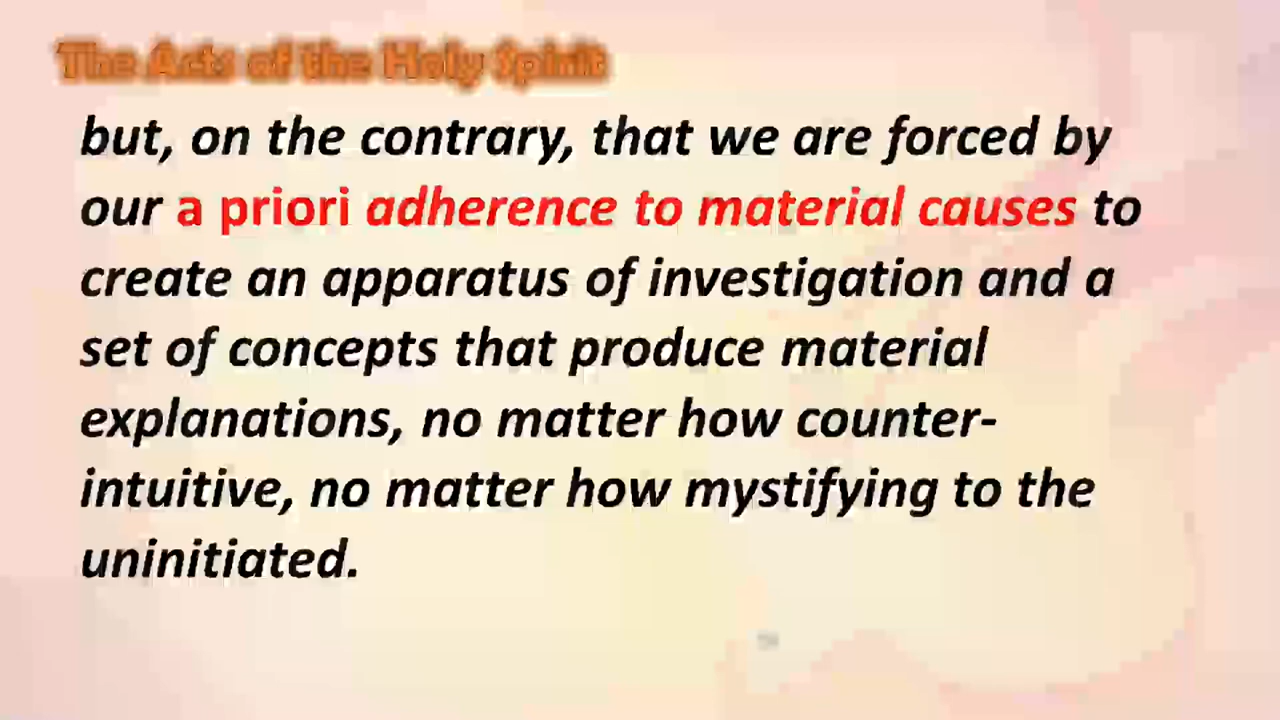 The Acts of the Holy Spirit
but, on the contrary, that we are forced by
our a priori adherence to material causes to
create an apparatus of investigation and a
set of concepts that produce material
explanations, no matter how counter-
intuitive, no matter how mystifying to the
uninitiated.